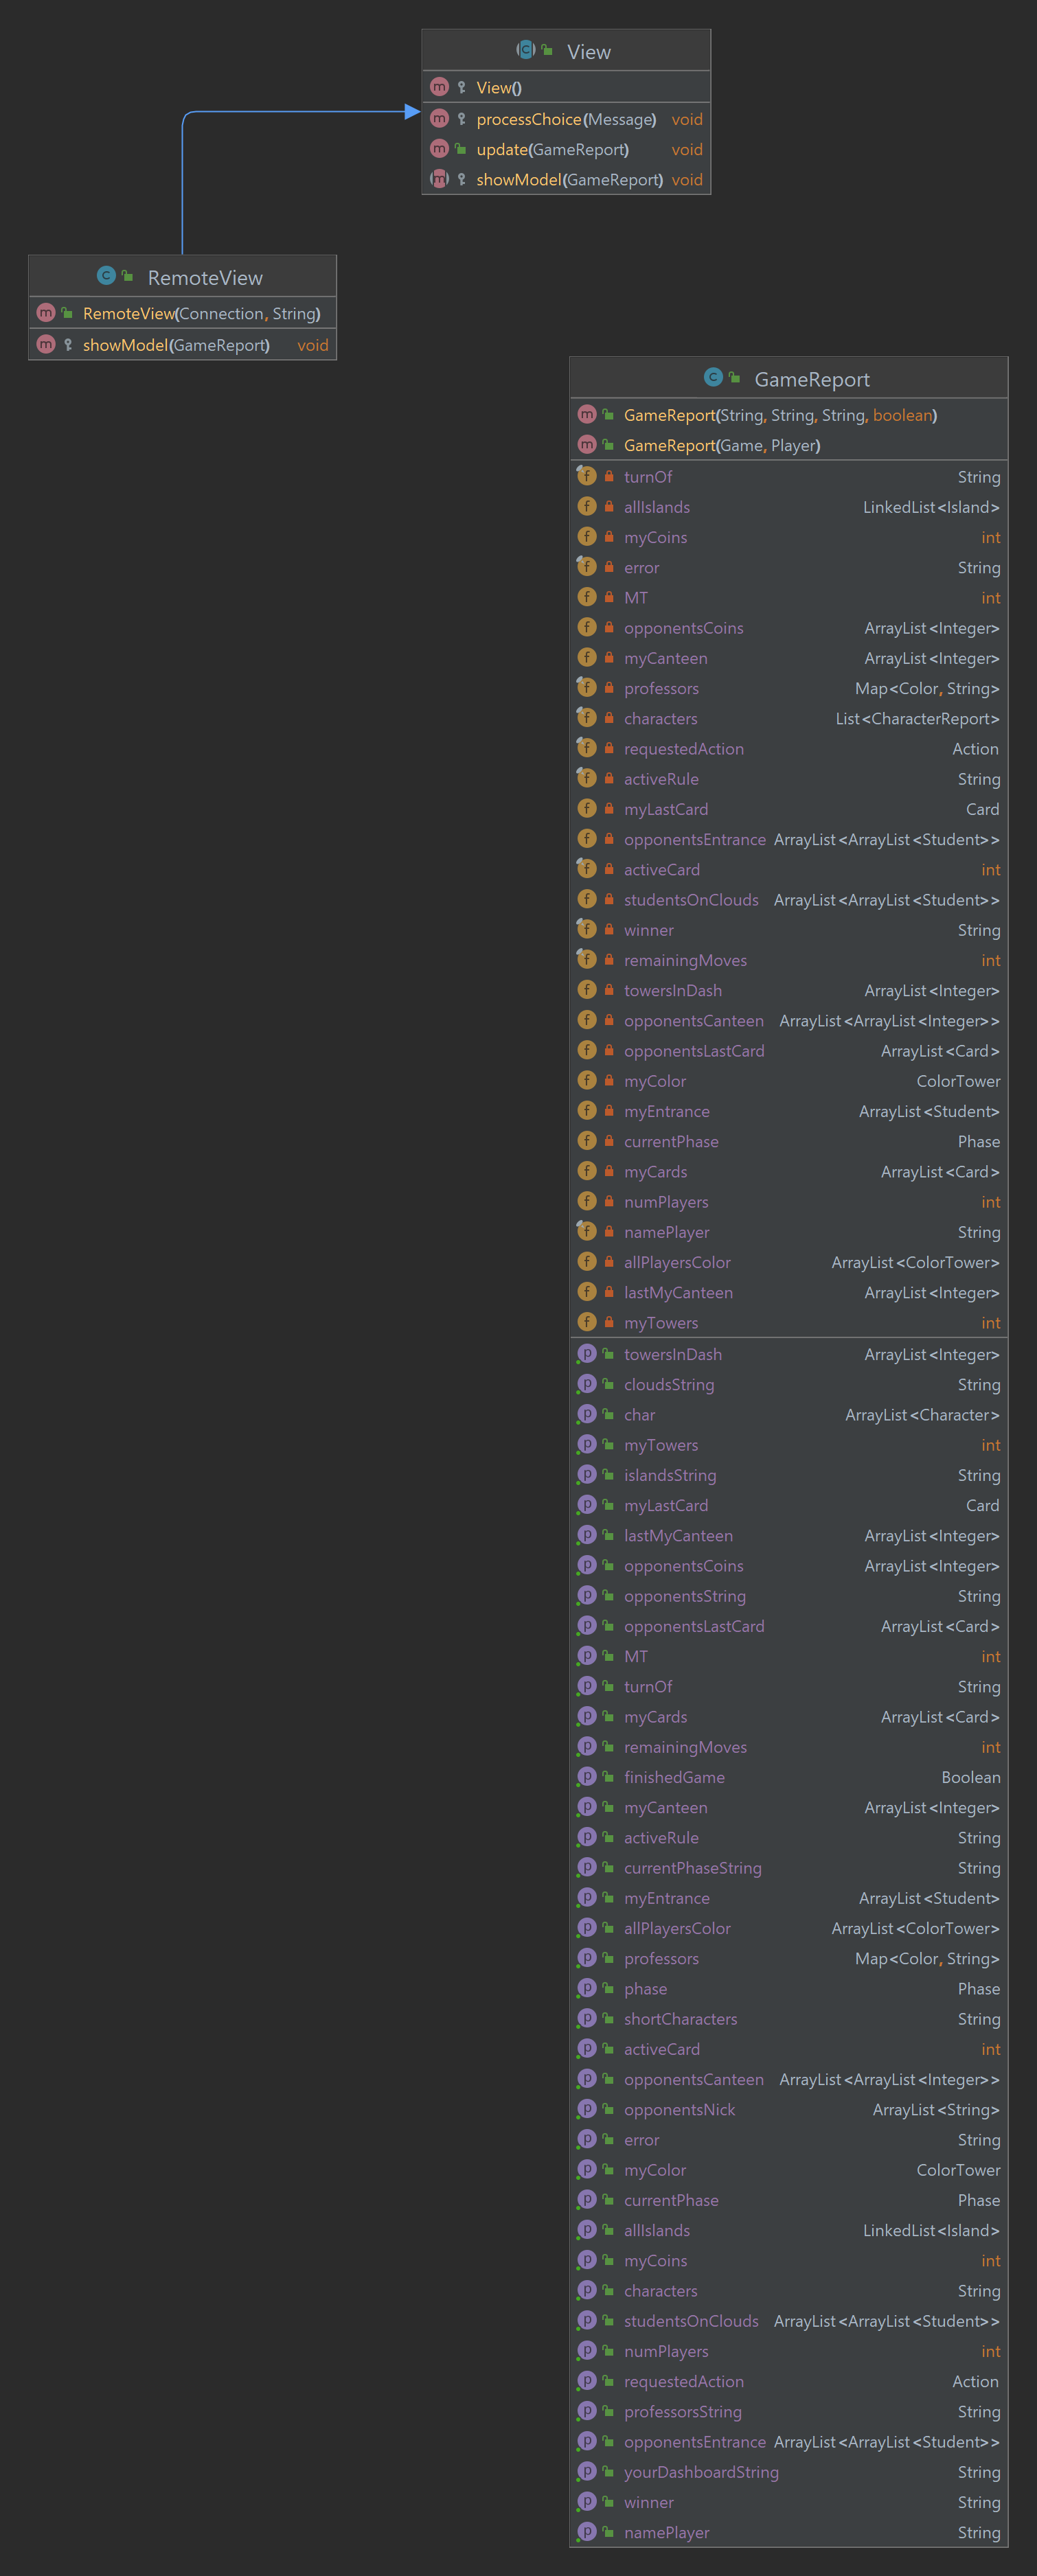 View
View()
processChoice(Message) void
update(GameReport) void
showModel(GameReport) void
RemoteView
RemoteView(Connection, String)
showModel(GameReport) void
GameReport
GameReport(String, String, String, boolean)
GameReport(Game, Player)
turnOf String
allIslands LinkedList<Island>
myCoins int
error String
MT int
opponentsCoins ArrayList<Integer>
myCanteen ArrayList<Integer>
professors Map<Color, String>
characters List<CharacterReport>
requestedAction Action
activeRule String
myLastCard Card
opponentsEntrance ArrayList<ArrayList<Student>>
activeCard int
studentsOnClouds ArrayList<ArrayList<Student>>
winner String
remainingMoves int
towersInDash ArrayList<Integer>
opponentsCanteen ArrayList<ArrayList<Integer>>
opponentsLastCard ArrayList<Card>
myColor ColorTower
myEntrance ArrayList<Student>
currentPhase Phase
myCards ArrayList<Card>
numPlayers int
namePlayer String
allPlayersColor ArrayList<ColorTower>
lastMyCanteen ArrayList<Integer>
myTowers int
towersInDash ArrayList<Integer>
cloudsString String
char ArrayList<Character>
myTowers int
islandsString String
myLastCard Card
lastMyCanteen ArrayList<Integer>
opponentsCoins ArrayList<Integer>
opponentsString String
opponentsLastCard ArrayList<Card>
MT int
turnOf String
myCards ArrayList<Card>
remainingMoves int
finishedGame Boolean
myCanteen ArrayList<Integer>
activeRule String
currentPhaseString String
myEntrance ArrayList<Student>
allPlayersColor ArrayList<ColorTower>
professors Map<Color, String>
phase Phase
shortCharacters String
activeCard int
opponentsCanteen ArrayList<ArrayList<Integer>>
opponentsNick ArrayList<String>
error String
myColor ColorTower
currentPhase Phase
allIslands LinkedList<Island>
myCoins int
characters String
studentsOnClouds ArrayList<ArrayList<Student>>
numPlayers int
requestedAction Action
professorsString String
opponentsEntrance ArrayList<ArrayList<Student>>
yourDashboardString String
winner String
namePlayer String